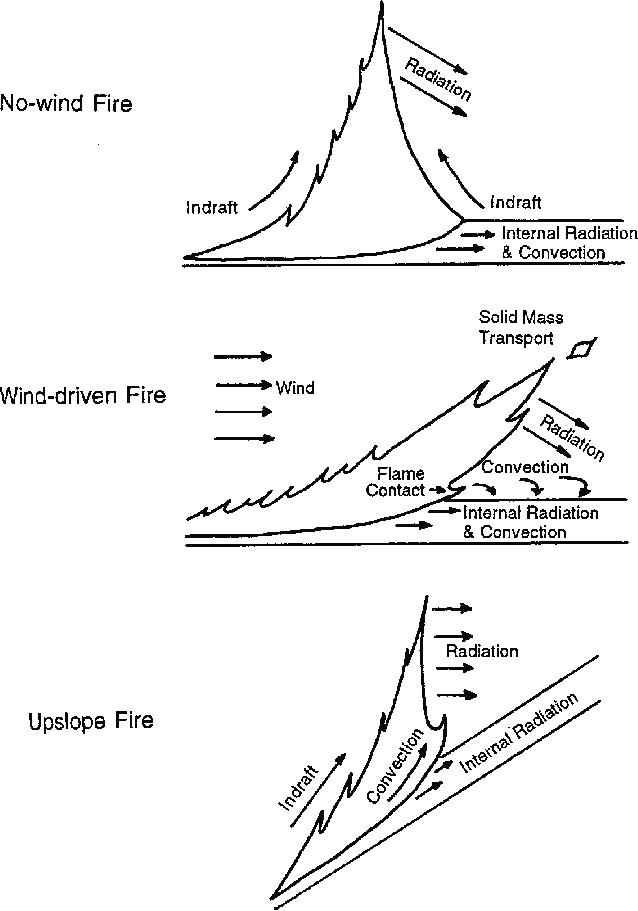 No-wind Fire
Radiation
Indraft
Indraft
Internal Radiation
& Convection
Solid Mass
Transport
Wind-driven Fire
Wind
Radiation
Flame
Contact
Convection
Internal Radiation
& Convection
Upslope Fire
Radiation
Indraft
Convection
Internal Radiation